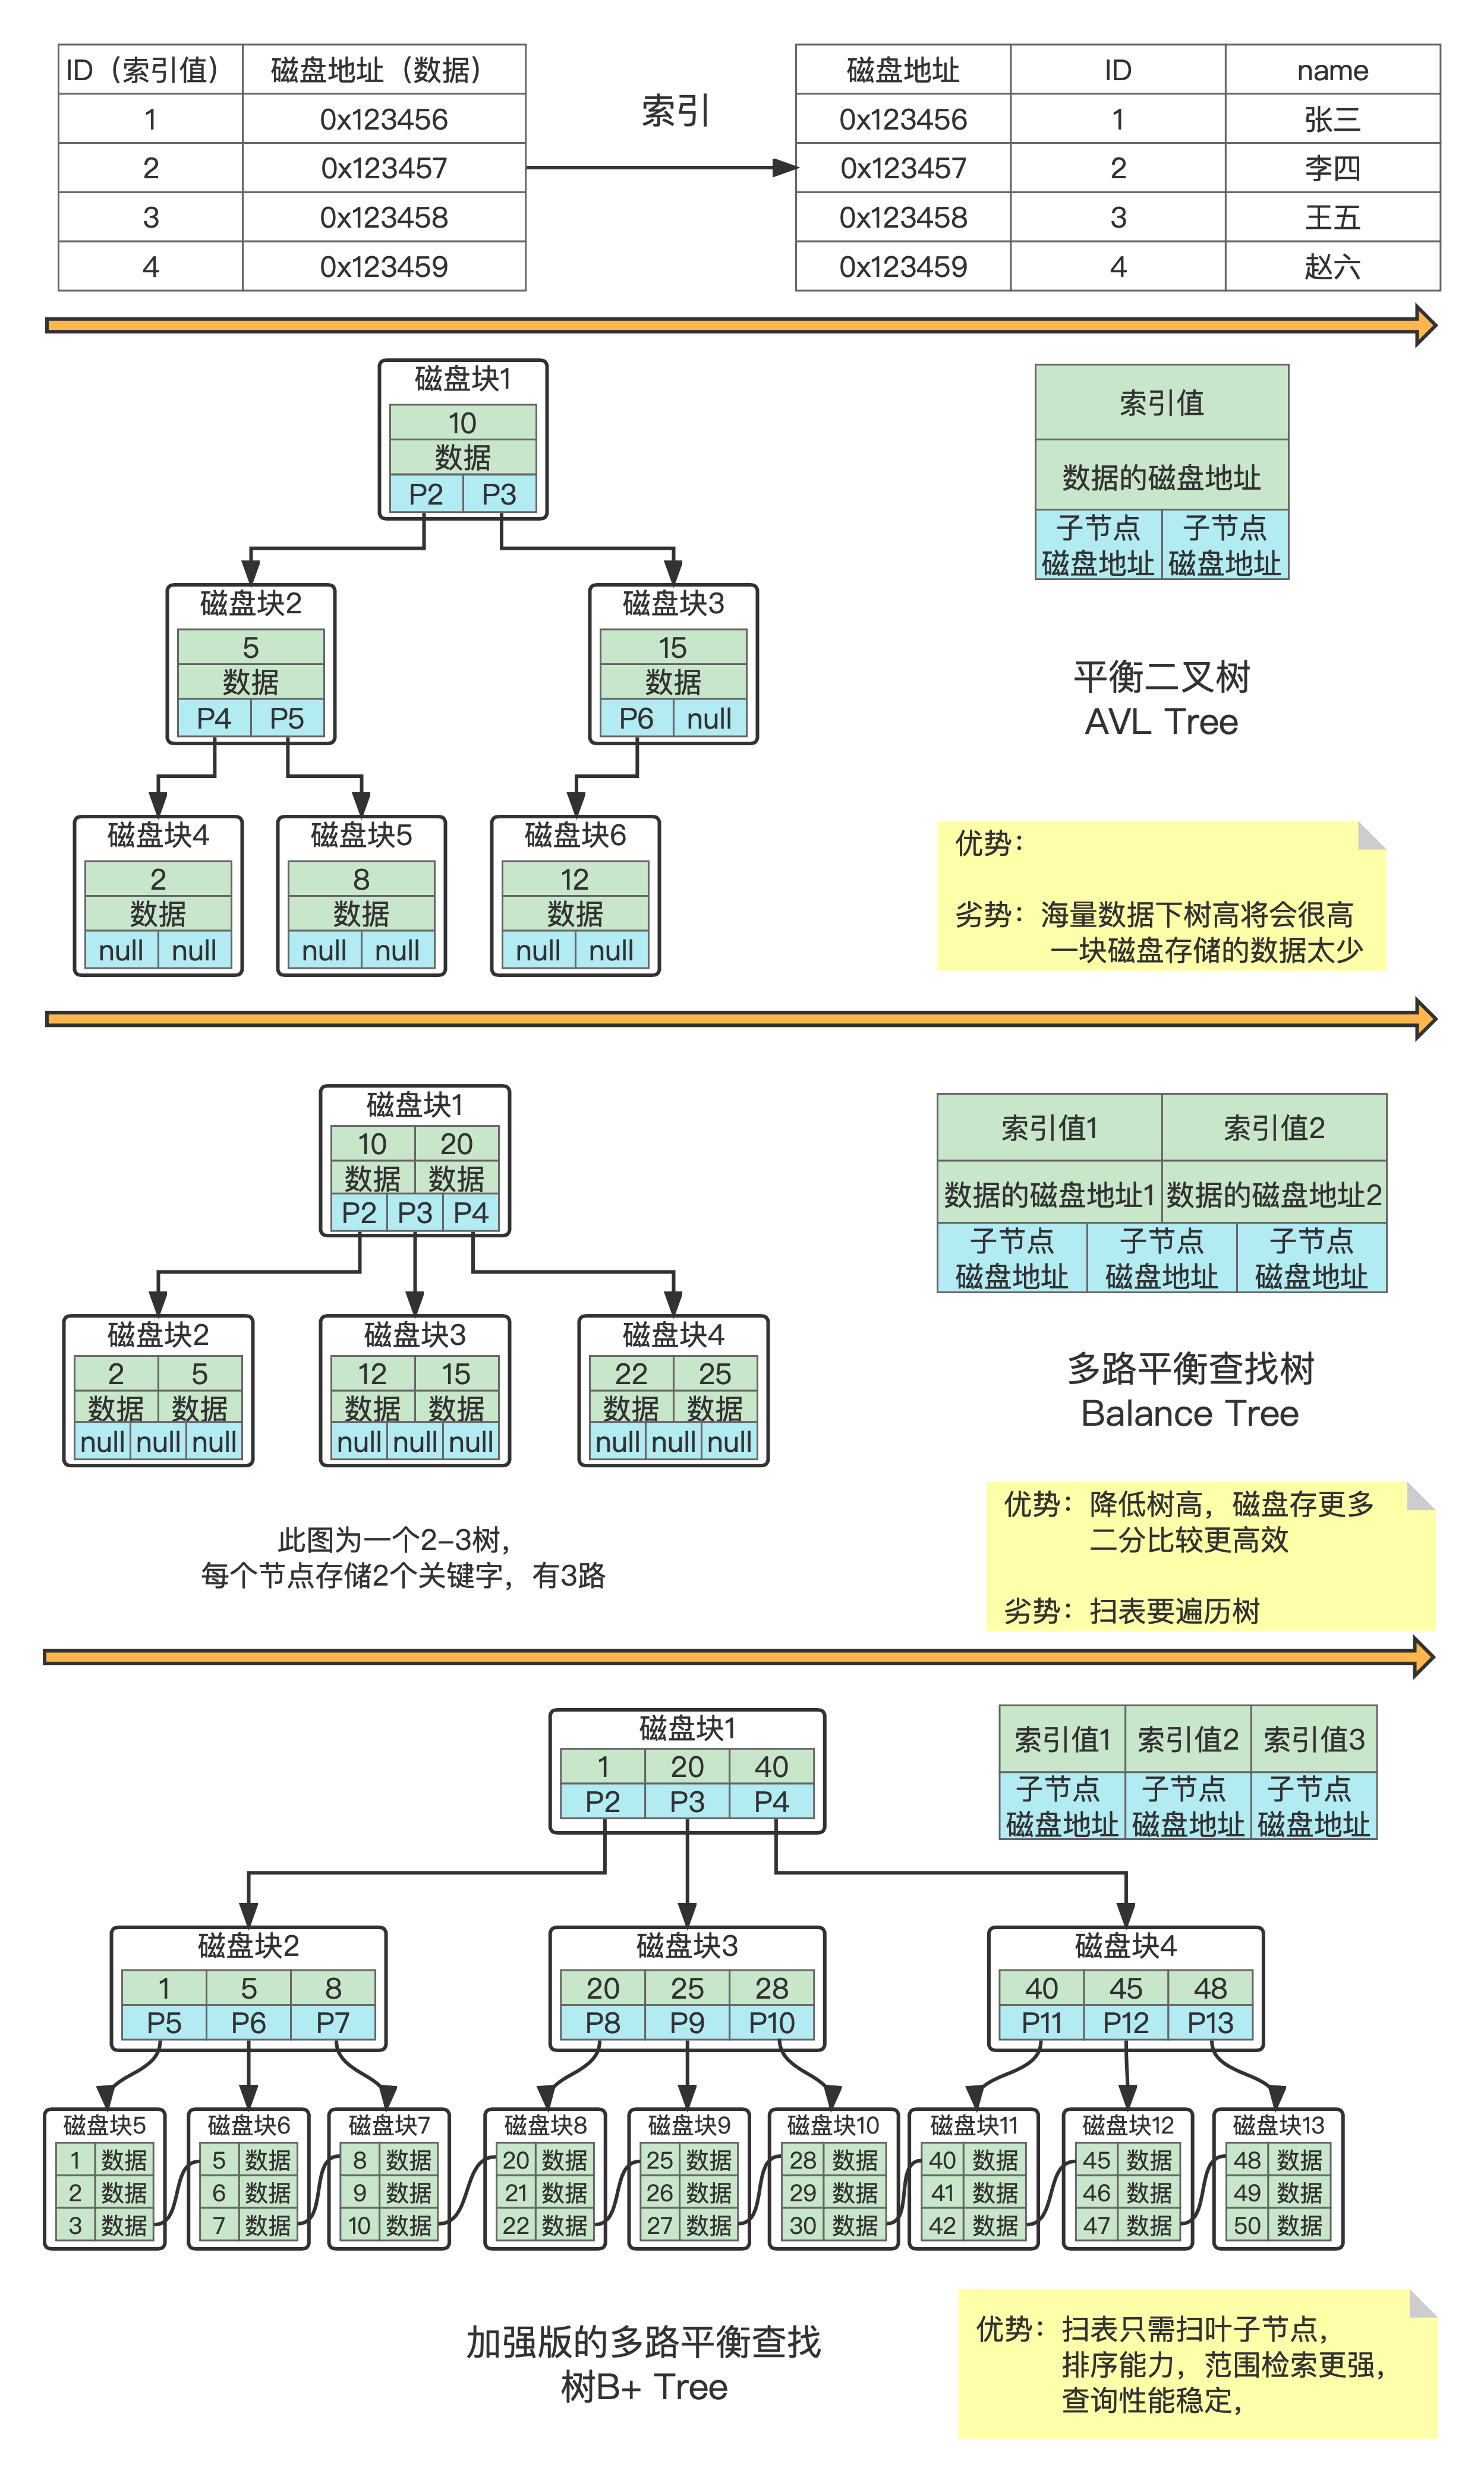 ID（索引值） 磁盘地址（数据）
1 0x123456
2 0x123457
3 0x123458
4 0x123459
索引
磁盘地址 ID name
0x123456 1 张三
0x123457 2 李四
0x123458 3 王五
0x123459 4 赵六
磁盘块1
10
数据
P2 P3
磁盘块2
5
数据
P4 P5
磁盘块3
15
数据
P6 null
磁盘块4
2
数据
null null
磁盘块5
8
数据
null null
磁盘块6
12
数据
null null
索引值
数据的磁盘地址
子节点 子节点
磁盘地址 磁盘地址
平衡二叉树
AVL Tree
优势：
劣势：海量数据下树高将会很高
一块磁盘存储的数据太少
磁盘块1
10 20
数据 数据
P2 P3 P4
磁盘块2
2 5
数据 数据
null null null
磁盘块3
12 15
数据 数据
null null null
磁盘块4
22 25
数据 数据
null null null
此图为一个2-3树，
每个节点存储2个关键字，有3路
索引值1 索引值2
数据的磁盘地址1 数据的磁盘地址2
子节点 子节点 子节点
磁盘地址 磁盘地址 磁盘地址
多路平衡查找树
Balance Tree
优势：降低树高，磁盘存更多
二分比较更高效
劣势：扫表要遍历树
磁盘块1
1 20 40
P2 P3 P4
索引值1 索引值2 索引值3
子节点 子节点 子节点
磁盘地址 磁盘地址 磁盘地址
磁盘块2
1 5 8
P5 P6 P7
磁盘块3
20 25 28
P8 P9 P10
磁盘块4
40 45 48
P11 P12 P13
磁盘块5
1 数据
2 数据
3 数据
磁盘块6
5 数据
6 数据
7 数据
磁盘块7
8 数据
9 数据
10 数据
磁盘块8
20 数据
21 数据
22 数据
磁盘块9
25 数据
26 数据
27 数据
磁盘块10
28 数据
29 数据
30 数据
磁盘块11
40 数据
41 数据
42 数据
磁盘块12
45 数据
46 数据
47 数据
磁盘块13
48 数据
49 数据
50 数据
加强版的多路平衡查找
树B+ Tree
优势：扫表只需扫叶子节点，
排序能力，范围检索更强，
查询性能稳定，